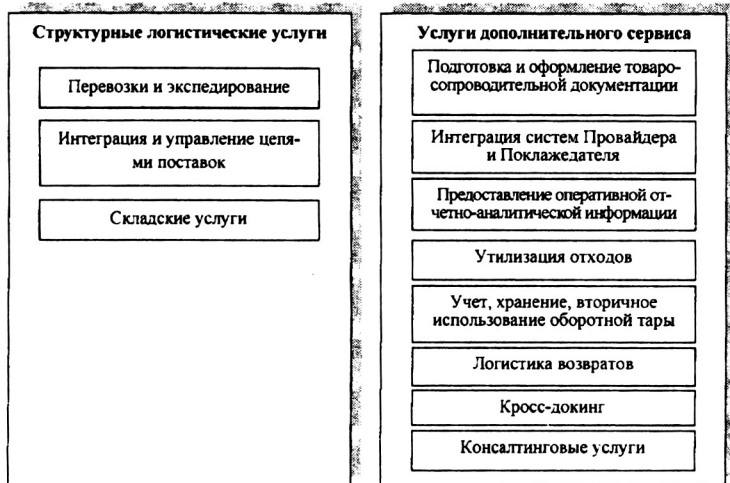 Структурные логистические услуги
Перевозки и экспедирование
Интеграция и управление цепя-
ми поставок
Складские услуги
Услуги дополнительного сервиса
Подготовка и оформление товаро-
сопроводительной документации
Интеграция систем Провайдера
и Поклажедателя
Предоставление оперативной от-
четно-аналитической информации
Утилизация отходов
Учет, хранение, вторичное
использование оборотной тары
Логистика возвратов
Кросс-докинг
Консалтинговые услуги